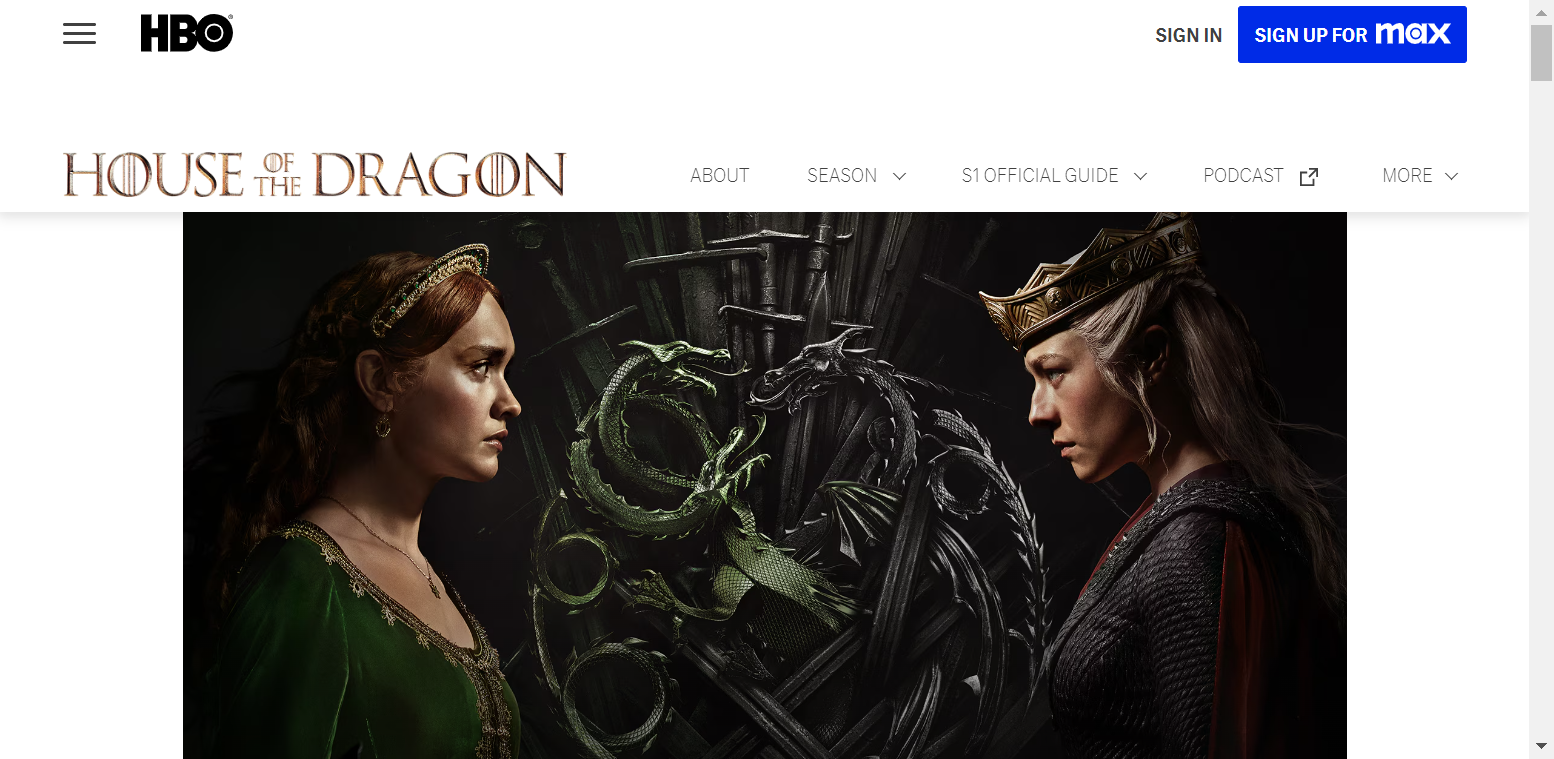 HBO®
SIGN IN
SIGN UP FOR max
HOUSE OF THE DRAGON
ABOUT
SEASON
S1 OFFICIAL GUIDE
PODCAST
MORE